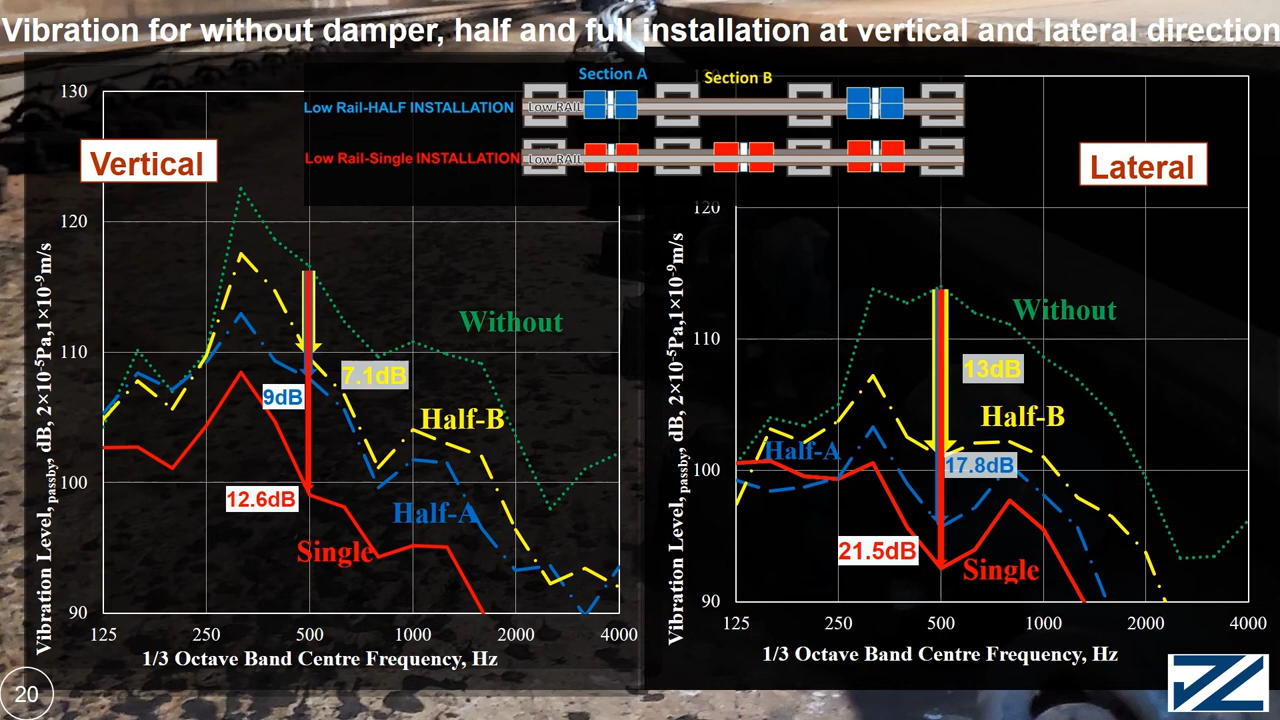 Vibration for without damper, half and full installation at vertical and lateral direction
Section A
Section B
Low Rail-HALF INSTALLATION
Low RAIL
Low Rail-Single INSTALLATION
Low RAIL
Vertical
Lateral
130
120
110
100
90
125
250
500
1000
2000
4000
Vibration Level,passby, dB, 2×10-5Pa,1×10-9m/s
1/3 Octave Band Centre Frequency, Hz
Without
7.1dB
9dB
Half-B
12.6dB
Half-A
Single
120
110
100
90
125
250
500
1000
2000
4000
Vibration Level,passby, dB, 2×10-5Pa,1×10-9m/s
1/3 Octave Band Centre Frequency, Hz
Without
13dB
Half-B
Half-A
17.8dB
21.5dB
Single
20